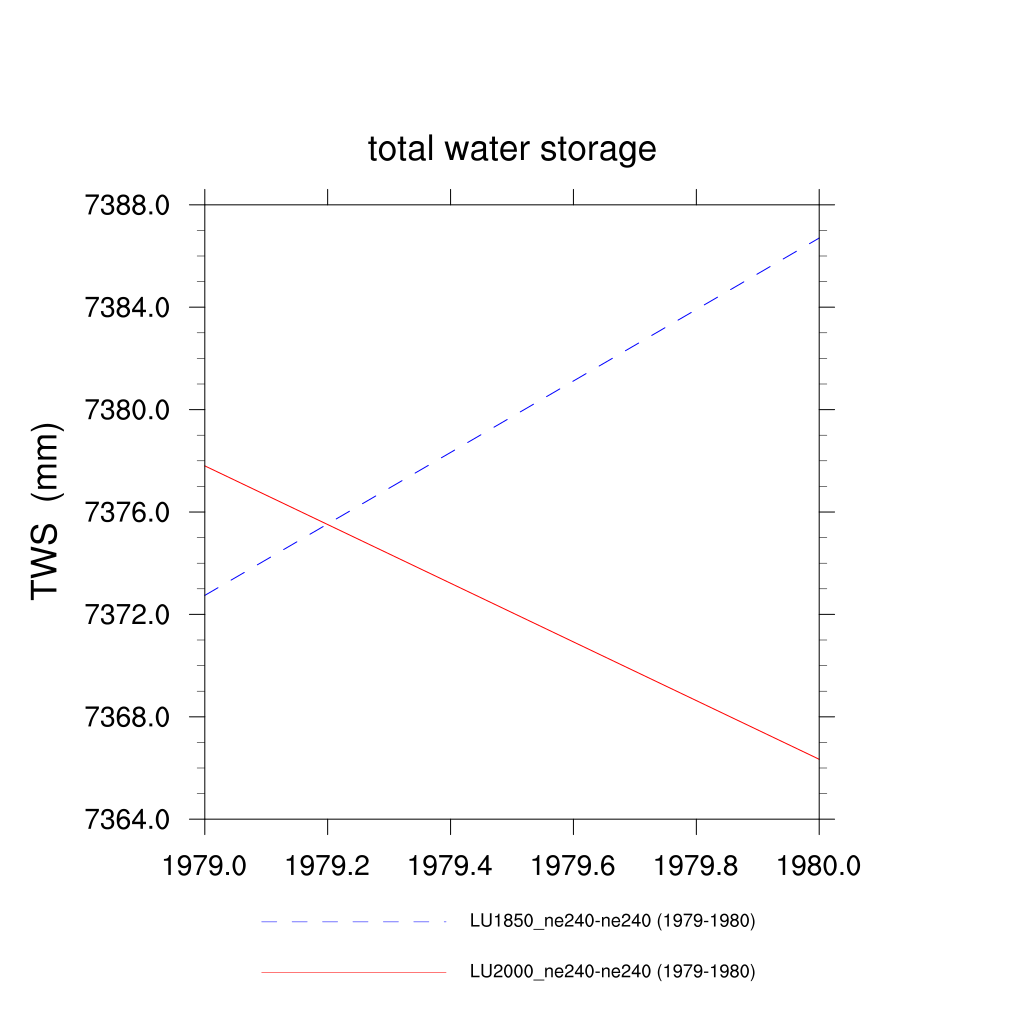 total water storage
7388.0
7384.0
7380.0
7376.0
7372.0
7368.0
7364.0
TWS (mm)
1979.0 1979.2 1979.4 1979.6 1979.8 1980.0
LU1850_ne240-ne240 (1979-1980)
LU2000_ne240-ne240 (1979-1980)